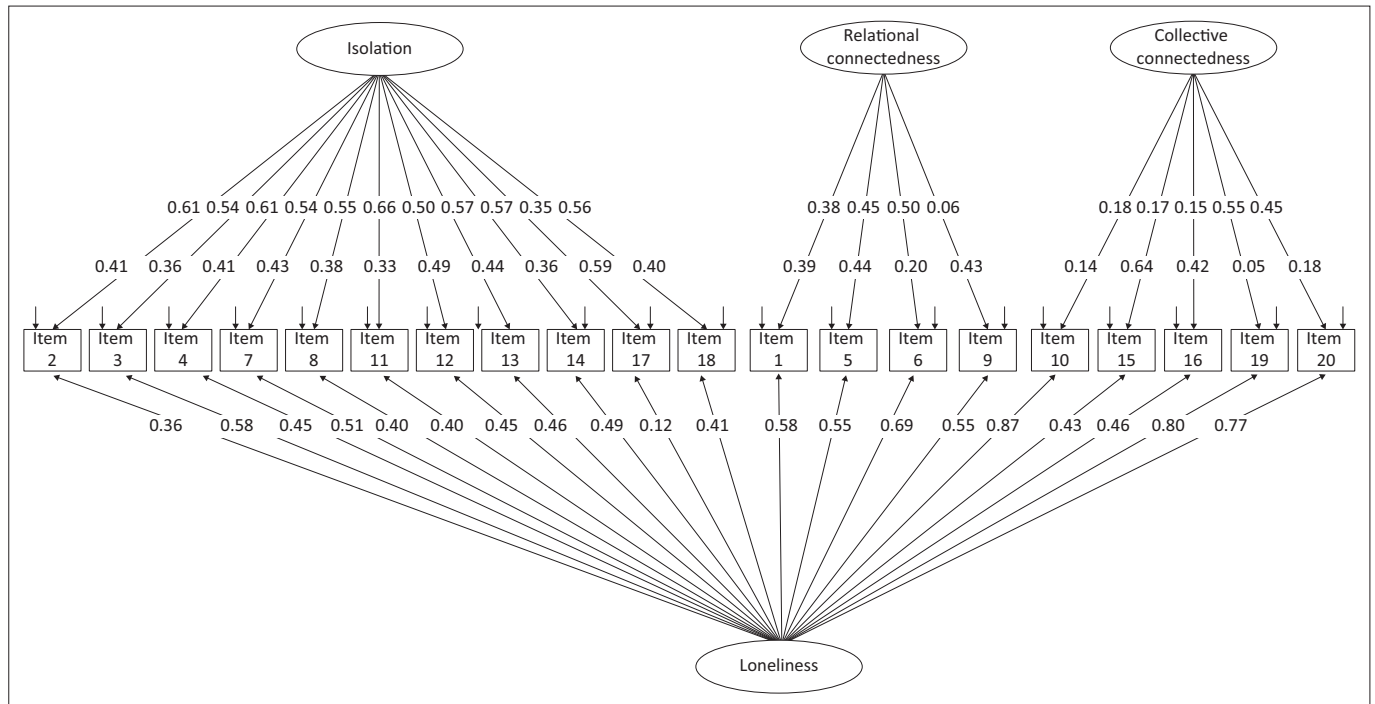 Isolation
Relational
connectedness
Collective
connectedness
0.61 0.54 0.61 0.54 0.55 0.66 0.50 0.57 0.57 0.35 0.56
0.38 0.45 0.50 0.06
0.18 0.17 0.15 0.55 0.45
0.41 0.36 0.41 0.43 0.38 0.33 0.49 0.44 0.36 0.59 0.40
0.39 0.44 0.20 0.43
0.14 0.64 0.42 0.05 0.18
Item
2
Item
3
Item
4
Item
7
Item
8
Item
11
Item
12
Item
13
Item
14
Item
17
Item
18
Item
1
Item
5
Item
6
Item
9
Item
10
Item
15
Item
16
Item
19
Item
20
0.36 0.58 0.45 0.51 0.40 0.40 0.45 0.46 0.49 0.12 0.41 0.58 0.55 0.69 0.55 0.87 0.43 0.46 0.80 0.77
Loneliness